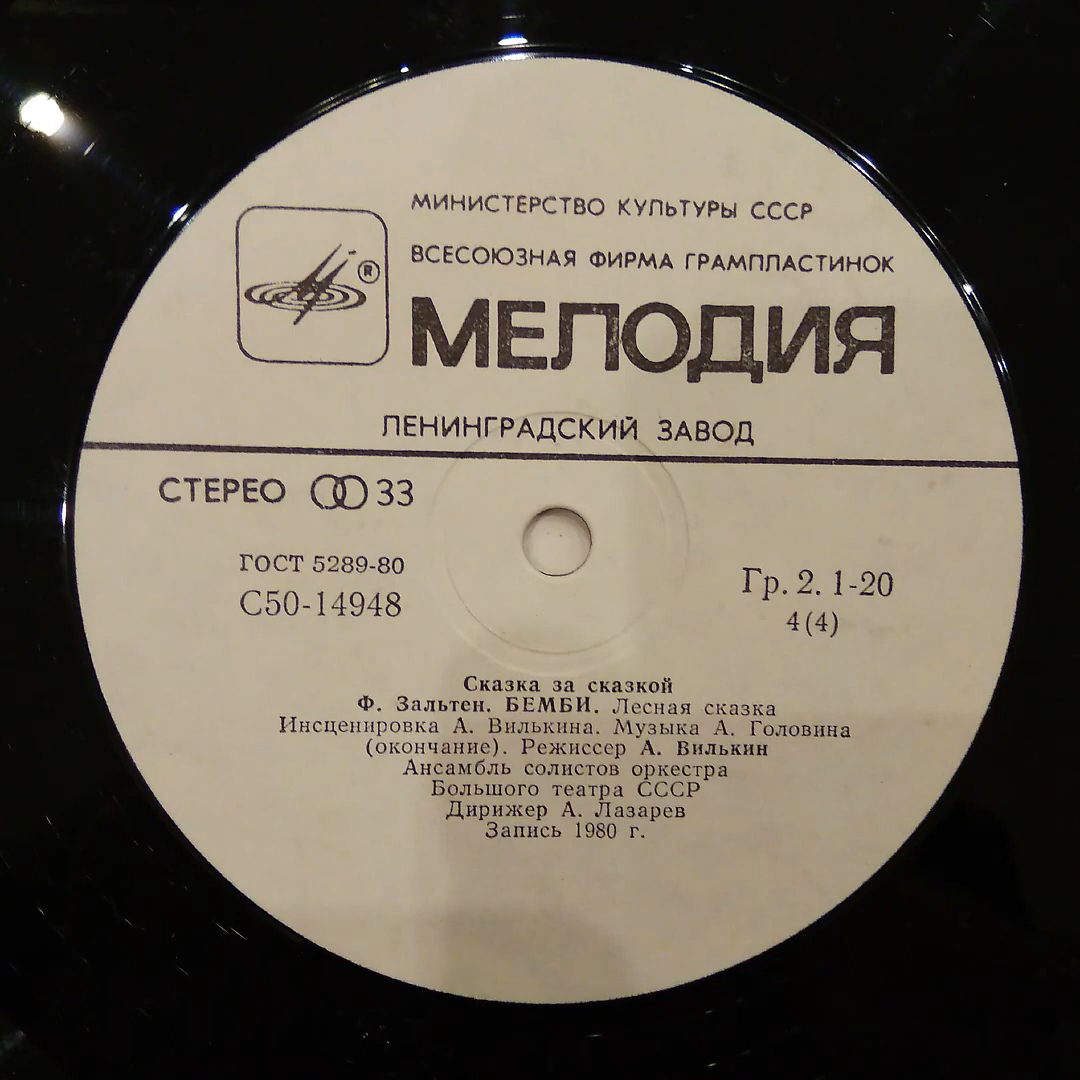 МИНИСТЕРСТВО КУЛЬТУРЫ СССР
ВСЕСОЮЗНАЯ ФИРМА ГРАМПЛАСТИНОК
®
МЕЛОДИЯ
ЛЕНИНГРАДСКИЙ ЗАВОД
СТЕРЕО 33
ГОСТ 5289-80
С50-14948
Гр. 2. 1-20
4(4)
Сказка за сказкой
Ф. Зальтен. БЕМБИ. Лесная сказка
Инсценировка А. Вилькина. Музыка А. Головина
(окончание). Режиссер А. Вилькин
Ансамбль солистов оркестра
Большого театра СССР
Дирижер А. Лазарев
Запись 1980 г.